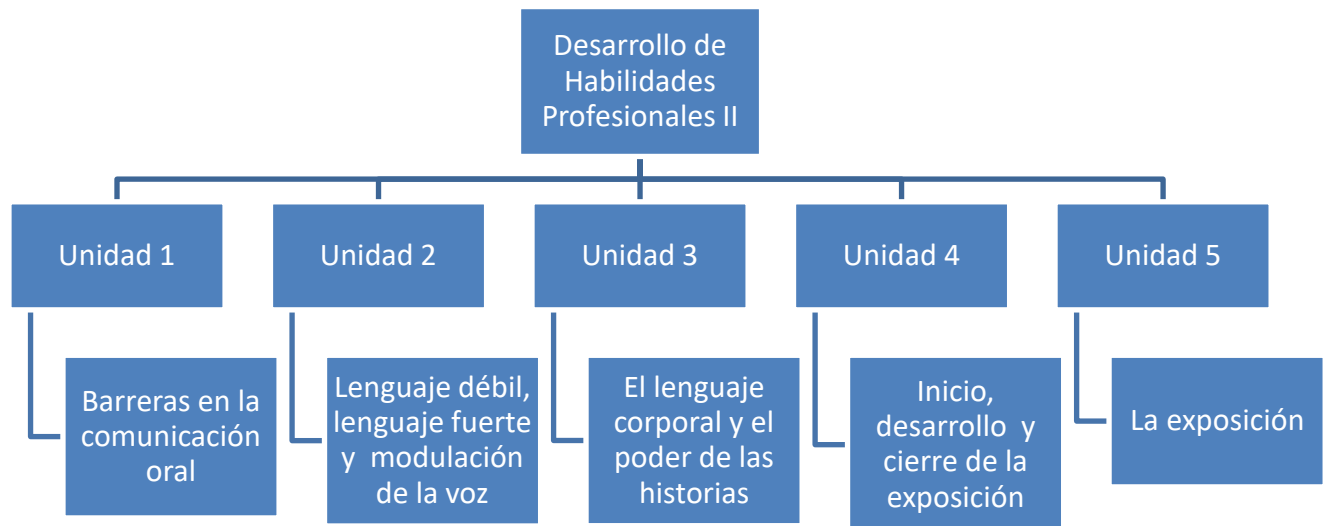 Desarrollo de
Habilidades
Profesionales II
Unidad 1
Unidad 2
Unidad 3
Unidad 4
Unidad 5
Barreras en la
comunicación
oral
Lenguaje débil,
lenguaje fuerte
y modulación
de la voz
El lenguaje
corporal y el
poder de las
historias
Inicio,
desarrollo y
cierre de la
exposición
La exposición